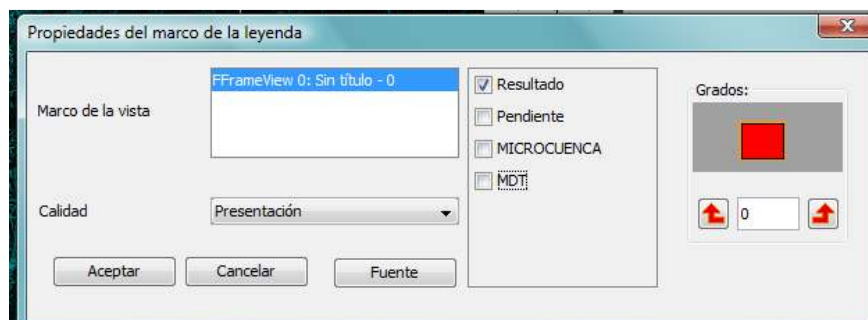 Propiedades del marco de la leyenda
Marco de la vista
FFrameView 0: Sin título - 0
Resultado
Pendiente
MICROCUENCA
MDT
Grados:
0
Calidad
Presentación
Aceptar
Cancelar
Fuente